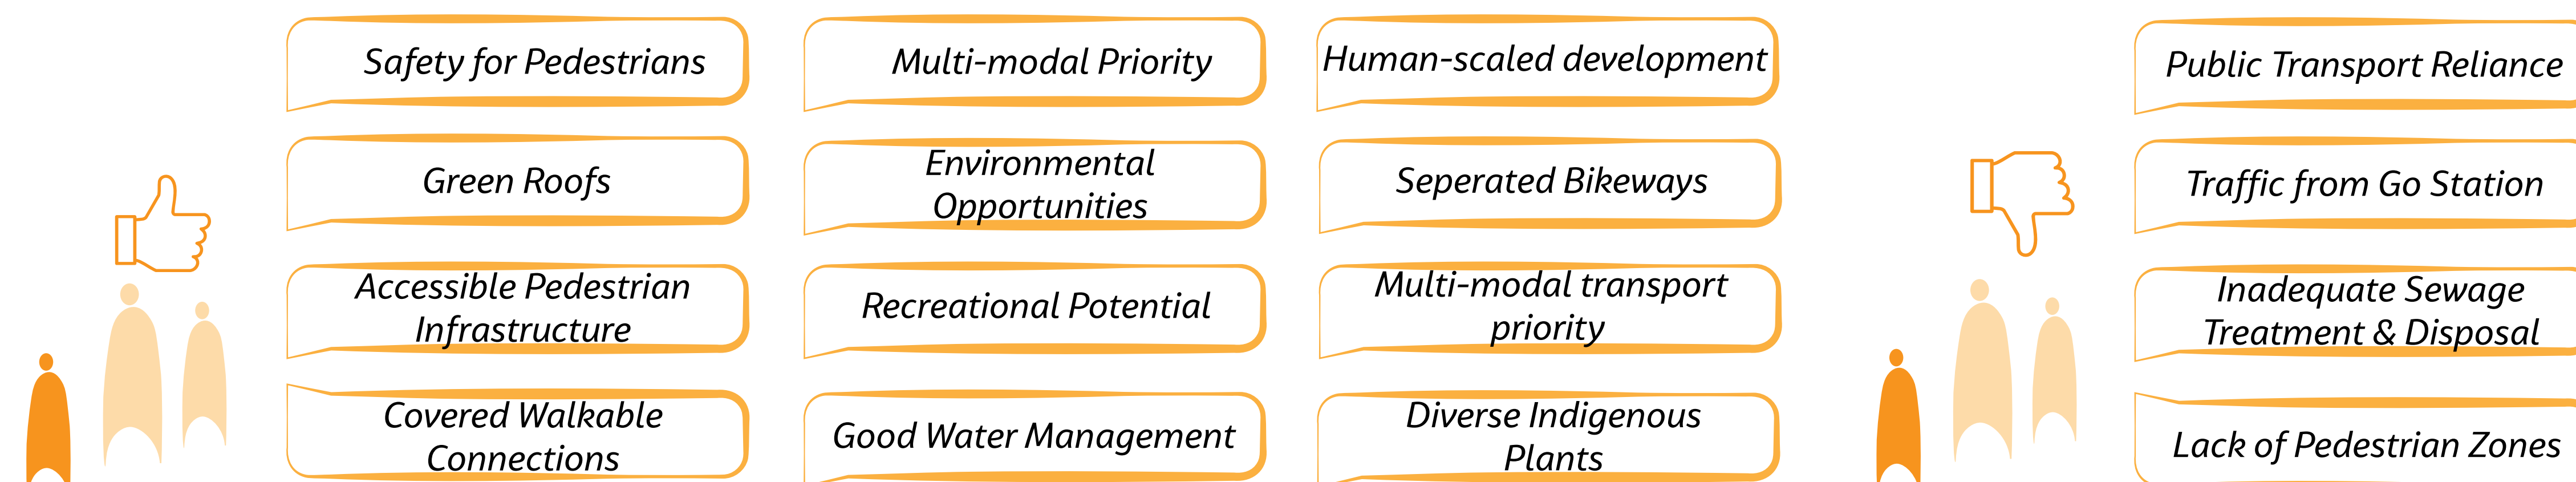 Safety for Pedestrians
Multi-modal Priority
Human-scaled development
Public Transport Reliance
Green Roofs
Environmental
Opportunities
Seperated Bikeways
Traffic from Go Station
Accessible Pedestrian
Infrastructure
Recreational Potential
Multi-modal transport
priority
Inadequate Sewage
Treatment & Disposal
Covered Walkable
Connections
Good Water Management
Diverse Indigenous
Plants
Lack of Pedestrian Zones